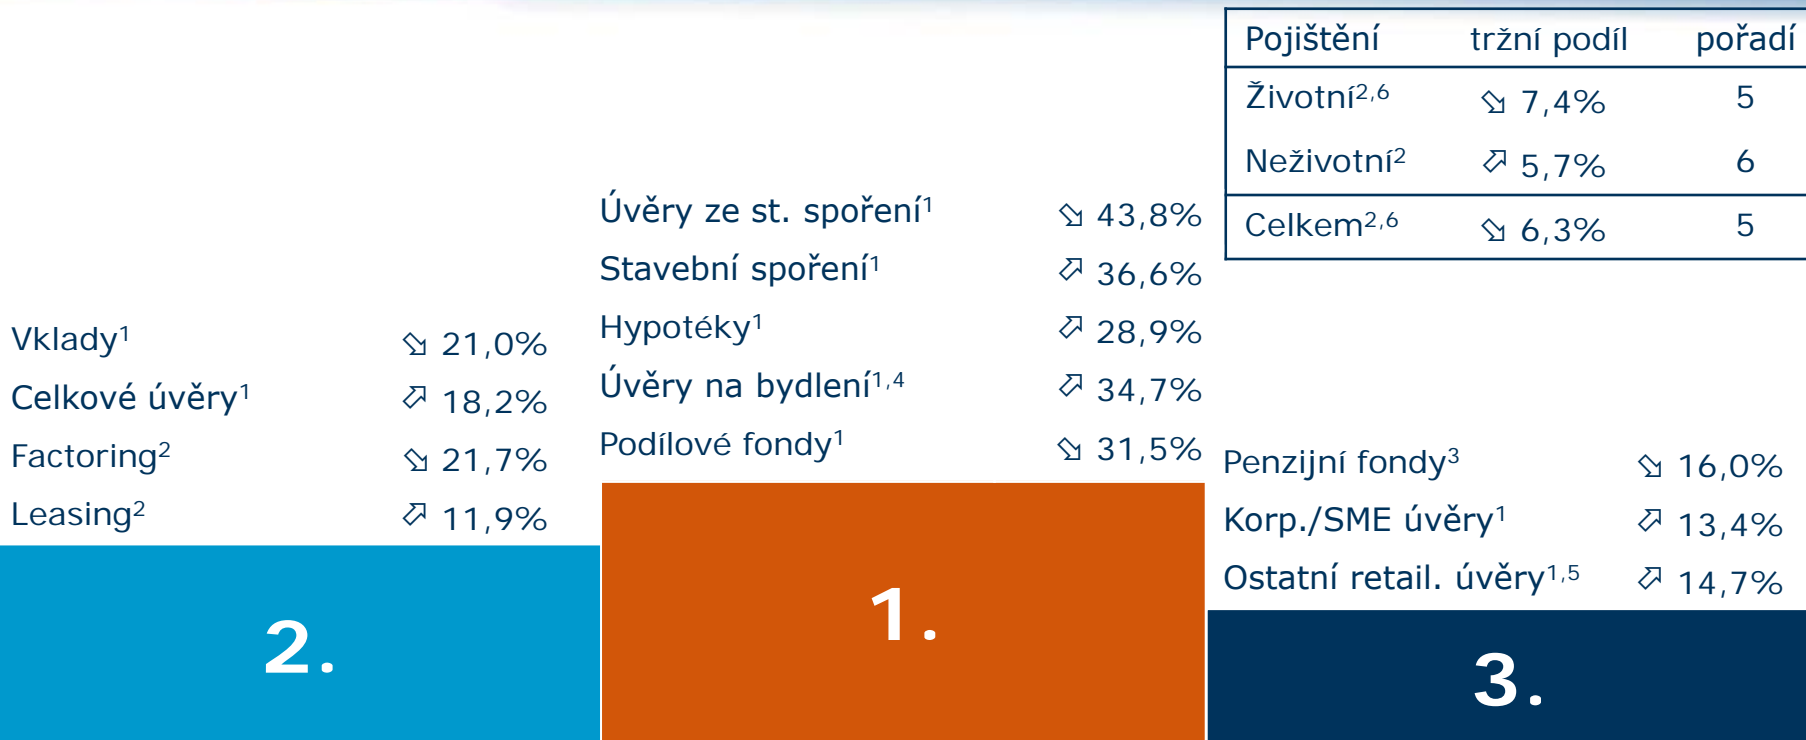 Pojištění tržní podíl pořadí
Životní2,6 ⬂ 7,4% 5
Neživotní2 ⬀ 5,7% 6
Celkem2,6 ⬂ 6,3% 5
Úvěry ze st. spoření1 ⬂ 43,8%
Stavební spoření1 ⬀ 36,6%
Hypotéky1 ⬀ 28,9%
Úvěry na bydlení1,4 ⬀ 34,7%
Podílové fondy1 ⬂ 31,5%
1.
Vklady1 ⬂ 21,0%
Celkové úvěry1 ⬀ 18,2%
Factoring2 ⬂ 21,7%
Leasing2 ⬀ 11,9%
2.
Penzijní fondy3 ⬂ 16,0%
Korp./SME úvěry1 ⬀ 13,4%
Ostatní retail. úvěry1,5 ⬀ 14,7%
3.